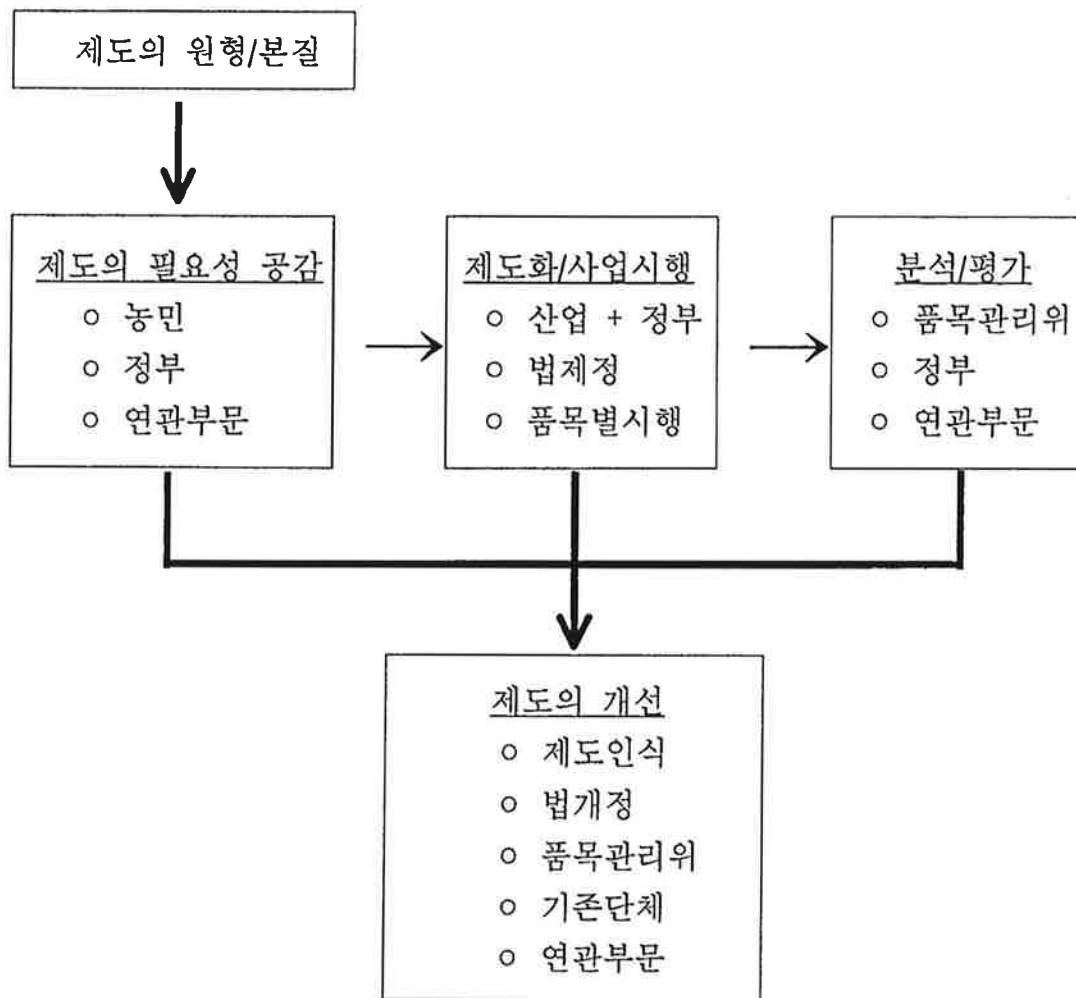 제도의 원형/본질
제도의 필요성 공감
o 농민
o 정부
o 연관부문
제도화/사업시행
o 산업 + 정부
o 법제정
o 품목별시행
분석/평가
o 품목관리위
o 정부
o 연관부문
제도의 개선
o 제도인식
o 법개정
o 품목관리위
o 기존단체
o 연관부문